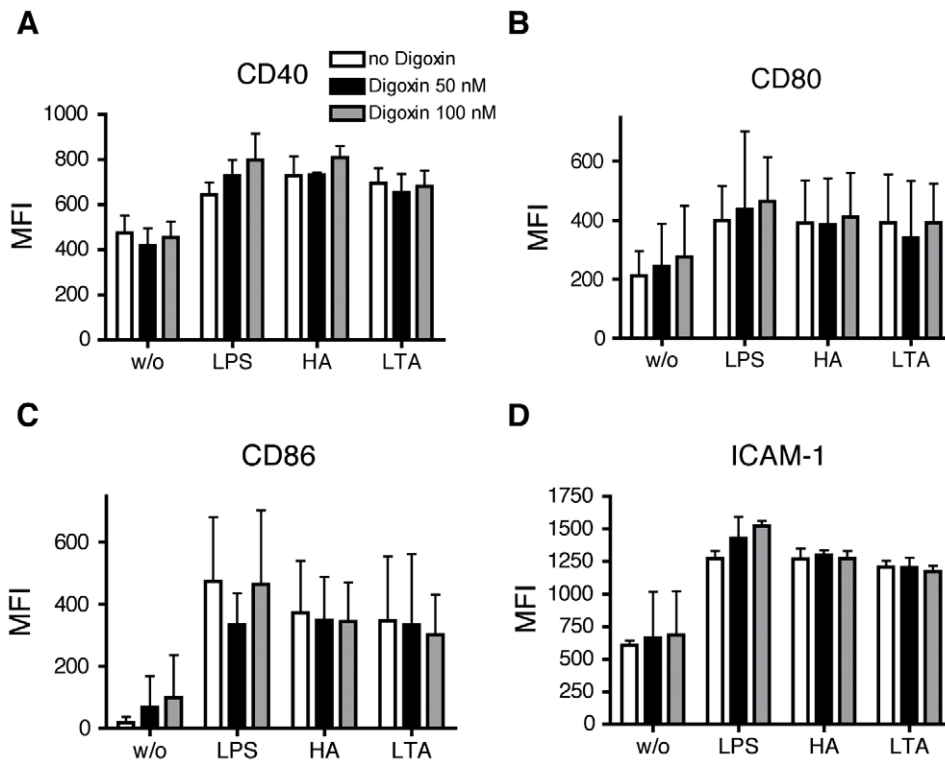 A
CD40
no Digoxin
Digoxin 50 nM
Digoxin 100 nM
MFI
1000
800
600
400
200
0
w/o LPS HA LTA
B
CD80
MFI
600
400
200
0
w/o LPS HA LTA
C
CD86
MFI
600
400
200
0
w/o LPS HA LTA
D
ICAM-1
MFI
1750
1500
1250
1000
750
500
250
0
w/o LPS HA LTA